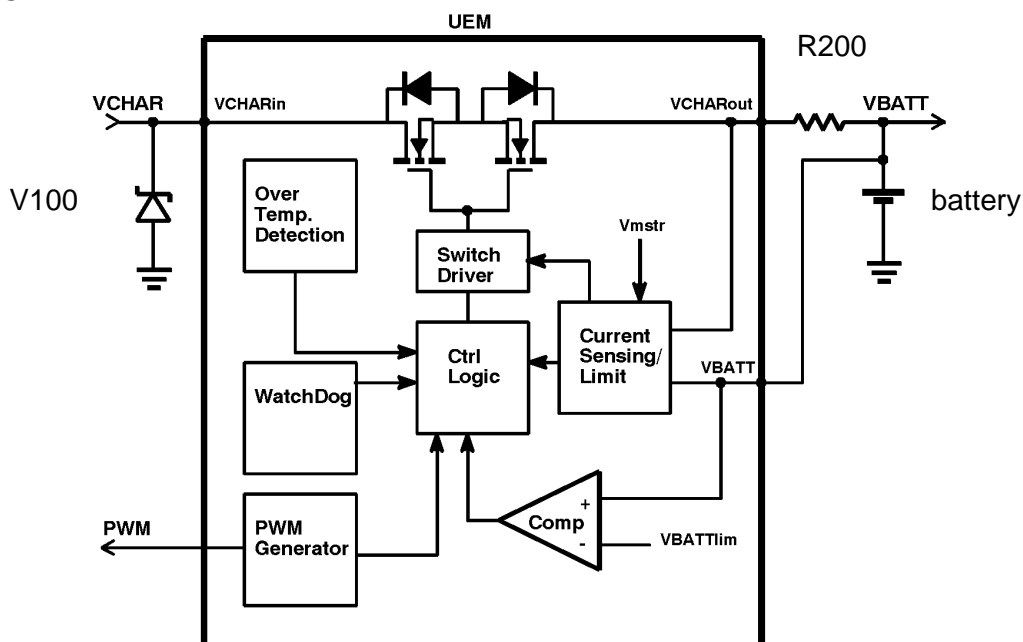 UEM
R200
VCHAR
VCHARin
VCHARout
VBATT
V100
Over
Temp.
Detection
battery
Vmstr
Switch
Driver
Current
Sensing/
Limit
Ctrl
Logic
VBATT
WatchDog
+
Comp
-
VBATTlim
PWM
PWM
Generator